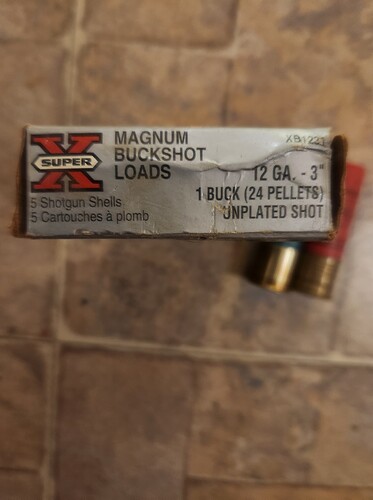 X
SUPER
MAGNUM
BUCKSHOT
LOADS
5 Shotgun Shells
5 Cartouches à plomb
XB1231
12 GA. - 3"
1 BUCK (24 PELLETS)
UNPLATED SHOT